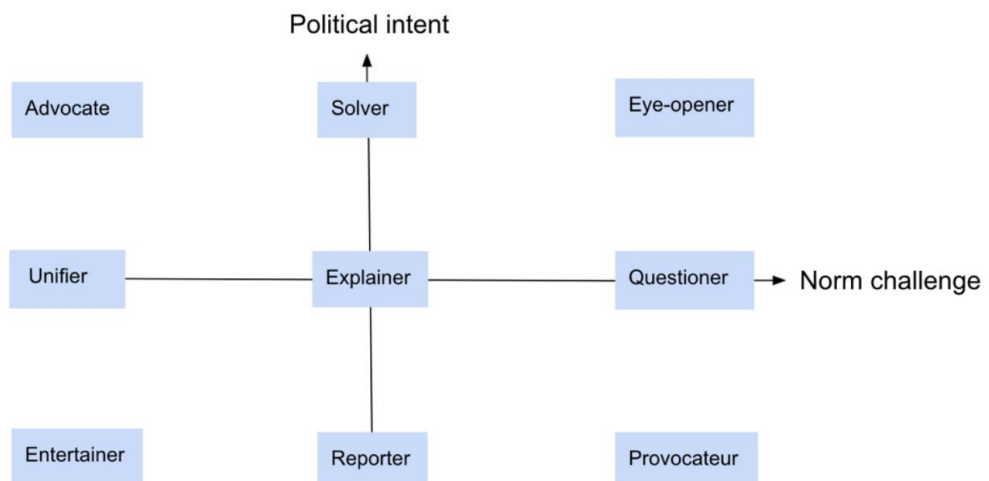 Political intent
Advocate
Solver
Eye-opener
Unifier
Explainer
Questioner
Norm challenge
Entertainer
Reporter
Provocateur